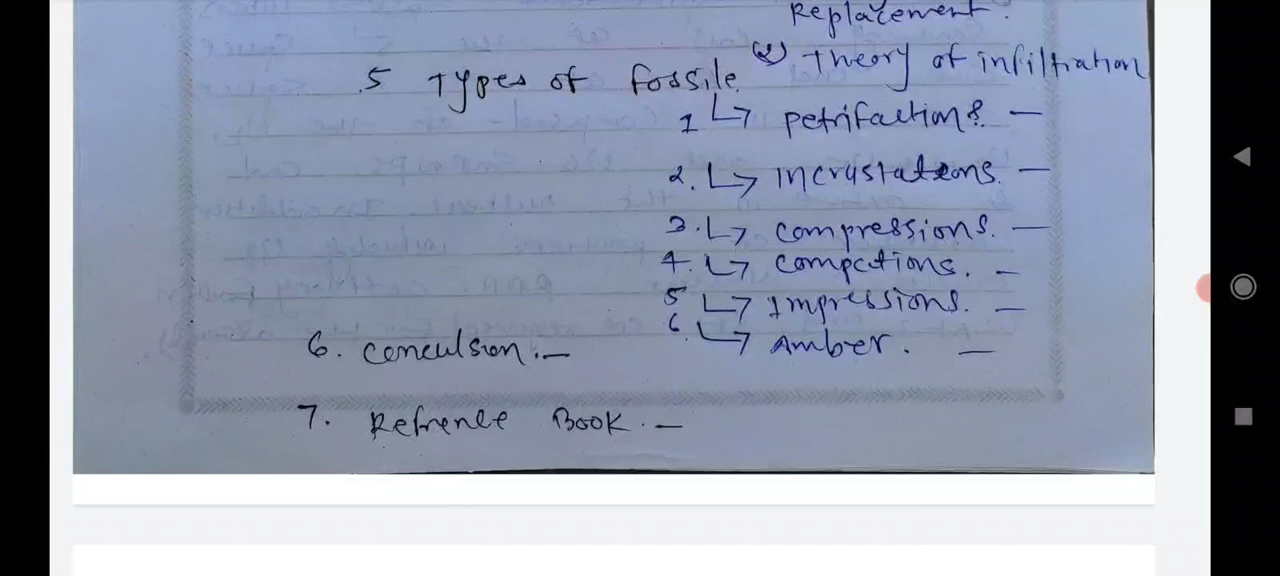 Replacement.
(2) Theory of infiltration
5 Types of fossile.
1 ↳ petrifactions. —
2. ↳ incrustations. —
3. ↳ compressions. —
4. ↳ compctions. —
5 ↳ Impressions. —
6. ↳ Amber. —
6. Conculsion. —
7. Refrence Book. —